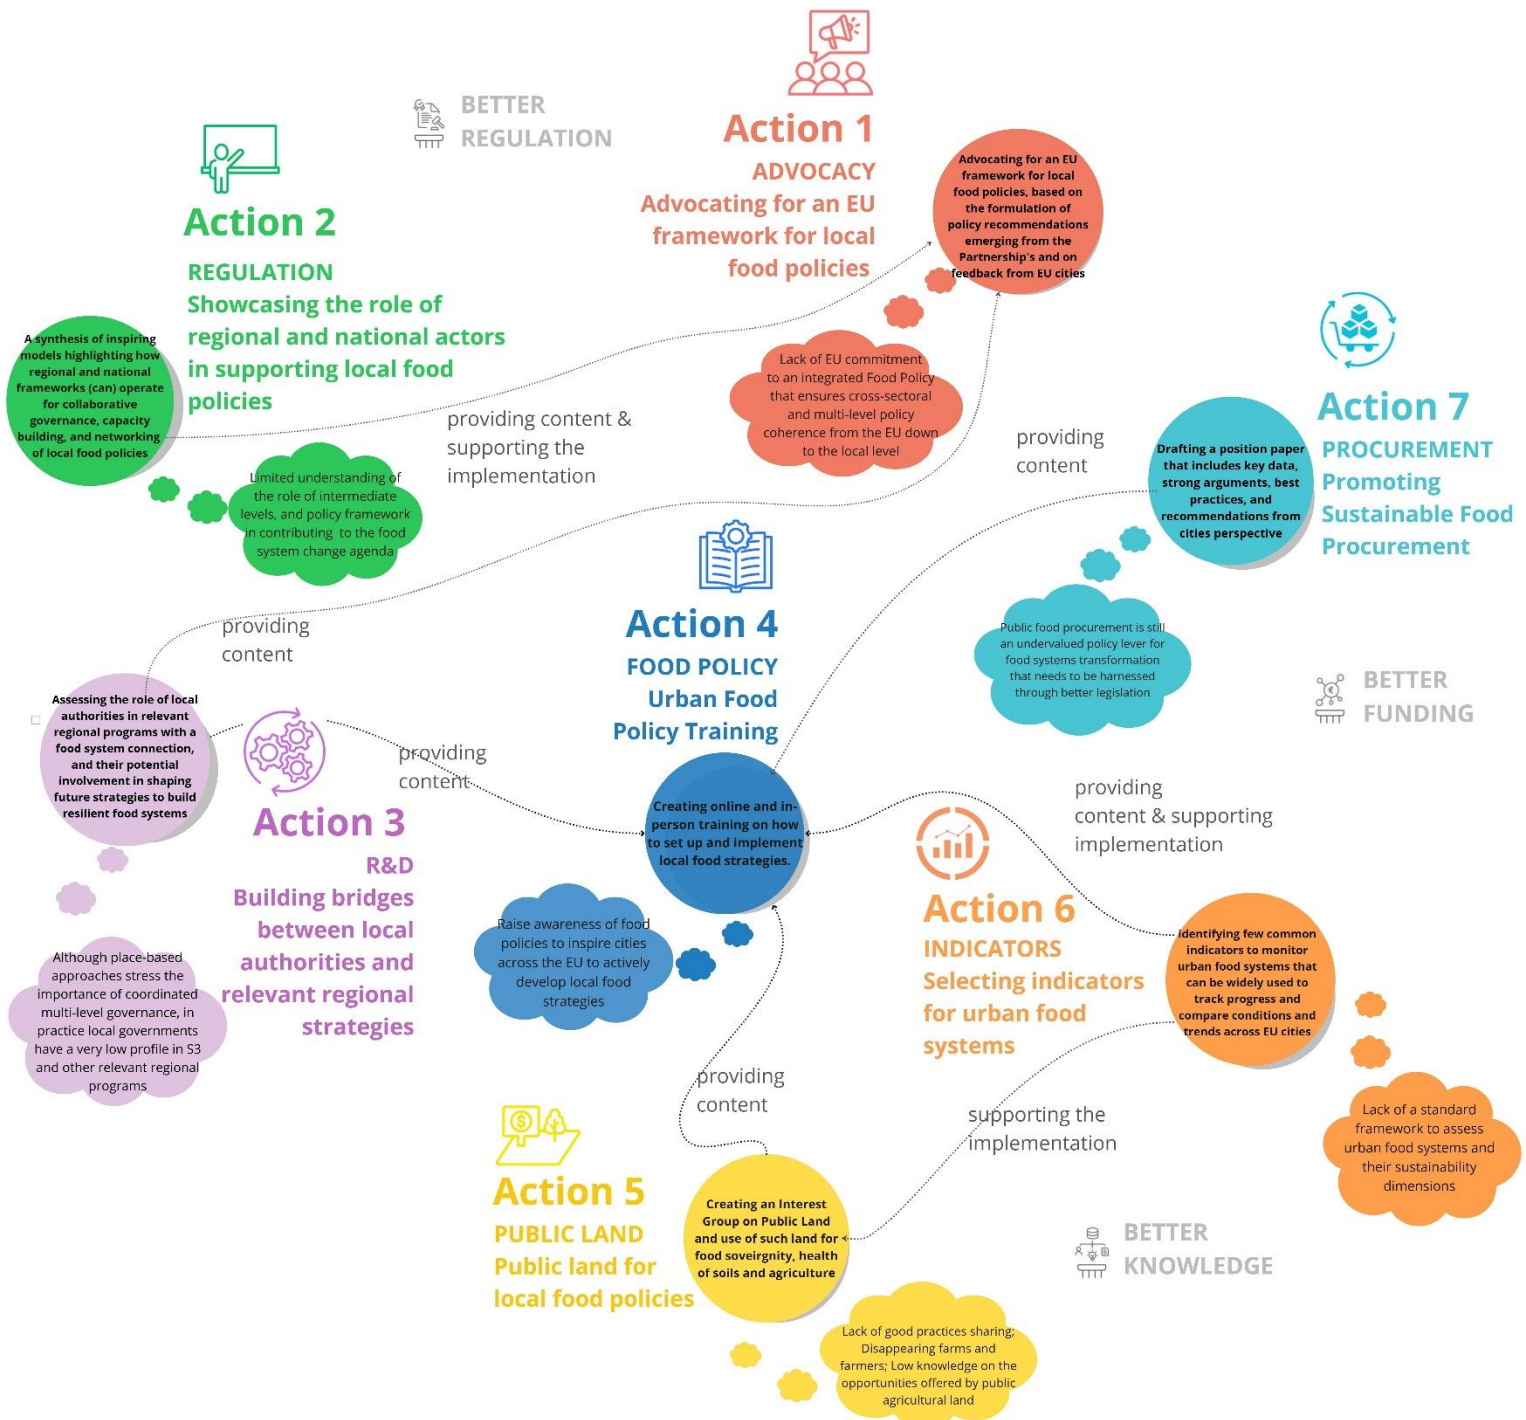 BETTER
REGULATION
Action 1
ADVOCACY
Advocating for an EU
framework for local
food policies
Advocating for an EU
framework for local
food policies, based on
the formulation of
policy recommendations
emerging from the
Partnership's and on
feedback from EU cities
Lack of EU commitment
to an integrated Food Policy
that ensures cross-sectoral
and multi-level policy
coherence from the EU down
to the local level
Action 2
REGULATION
Showcasing the role of
regional and national actors
in supporting local food
policies
A synthesis of inspiring
models highlighting how
regional and national
frameworks (can) operate
for collaborative
governance, capacity
building, and networking
of local food policies
Limited understanding of
the role of intermediate
levels, and policy framework
in contributing to the food
system change agenda
providing content &
supporting the
implementation
Action 7
PROCUREMENT
Promoting
Sustainable Food
Procurement
Drafting a position paper
that includes key data,
strong arguments, best
practices, and
recommendations from
cities perspective
Public food procurement is still
an undervalued policy lever for
food systems transformation
that needs to be harnessed
through better legislation
providing
content
BETTER
FUNDING
providing
content
Assessing the role of local
authorities in relevant
regional programs with a
food system connection,
and their potential
involvement in shaping
future strategies to build
resilient food systems
Action 3
R&D
Building bridges
between local
authorities and
relevant regional
strategies
Although place-based
approaches stress the
importance of coordinated
multi-level governance, in
practice local governments
have a very low profile in S3
and other relevant regional
programs
providing
content
Action 4
FOOD POLICY
Urban Food
Policy Training
Creating online and in-
person training on how
to set up and implement
local food strategies.
Raise awareness of food
policies to inspire cities
across the EU to actively
develop local food
strategies
providing
content & supporting
implementation
Action 6
INDICATORS
Selecting indicators
for urban food
systems
Identifying few common
indicators to monitor
urban food systems that
can be widely used to
track progress and
compare conditions and
trends across EU cities
Lack of a standard
framework to assess
urban food systems and
their sustainability
dimensions
providing
content
supporting the
implementation
Action 5
PUBLIC LAND
Public land for
local food policies
Creating an Interest
Group on Public Land
and use of such land for
food soveirgnity, health
of soils and agriculture
Lack of good practices sharing;
Disappearing farms and
farmers; Low knowledge on the
opportunities offered by public
agricultural land
BETTER
KNOWLEDGE